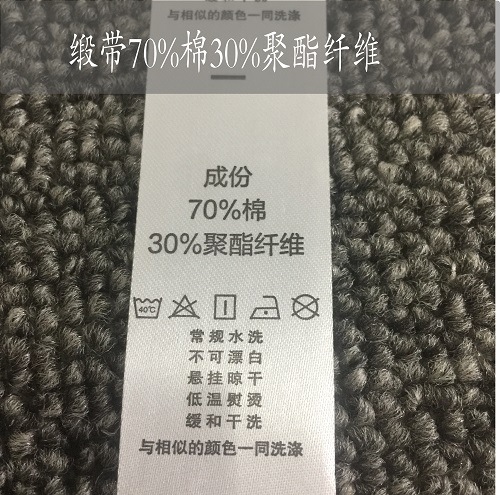 与相似的颜色一同洗涤
缎带70%棉30%聚酯纤维
成份
70%棉
30%聚酯纤维
40℃
常规水洗
不可漂白
悬挂晾干
低温熨烫
缓和干洗
与相似的颜色一同洗涤